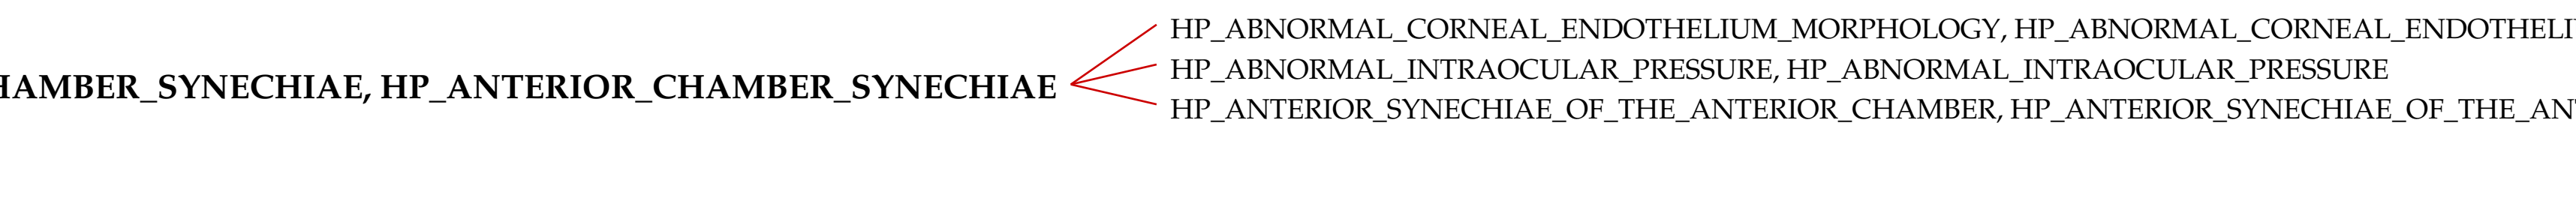 HP_ABNORMAL_CORNEAL_ENDOTHELIUM_MORPHOLOGY, HP_ABNORMAL_CORNEAL_ENDOTHELI
HP_ABNORMAL_INTRAOCULAR_PRESSURE, HP_ABNORMAL_INTRAOCULAR_PRESSURE
HAMBER_SYNECHIAE, HP_ANTERIOR_CHAMBER_SYNECHIAE
HP_ANTERIOR_SYNECHIAE_OF_THE_ANTERIOR_CHAMBER, HP_ANTERIOR_SYNECHIAE_OF_THE_AN